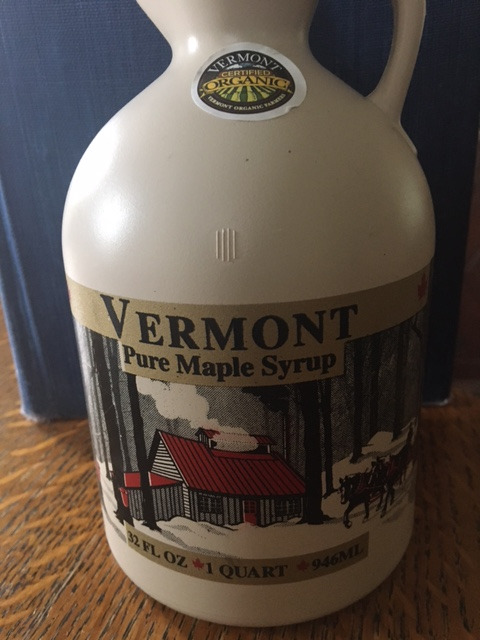 VERMONT
CERTIFIED
ORGANIC
VERMONT ORGANIC FARMERS
VERMONT
Pure Maple Syrup
32 FL OZ 1 QUART 946ML